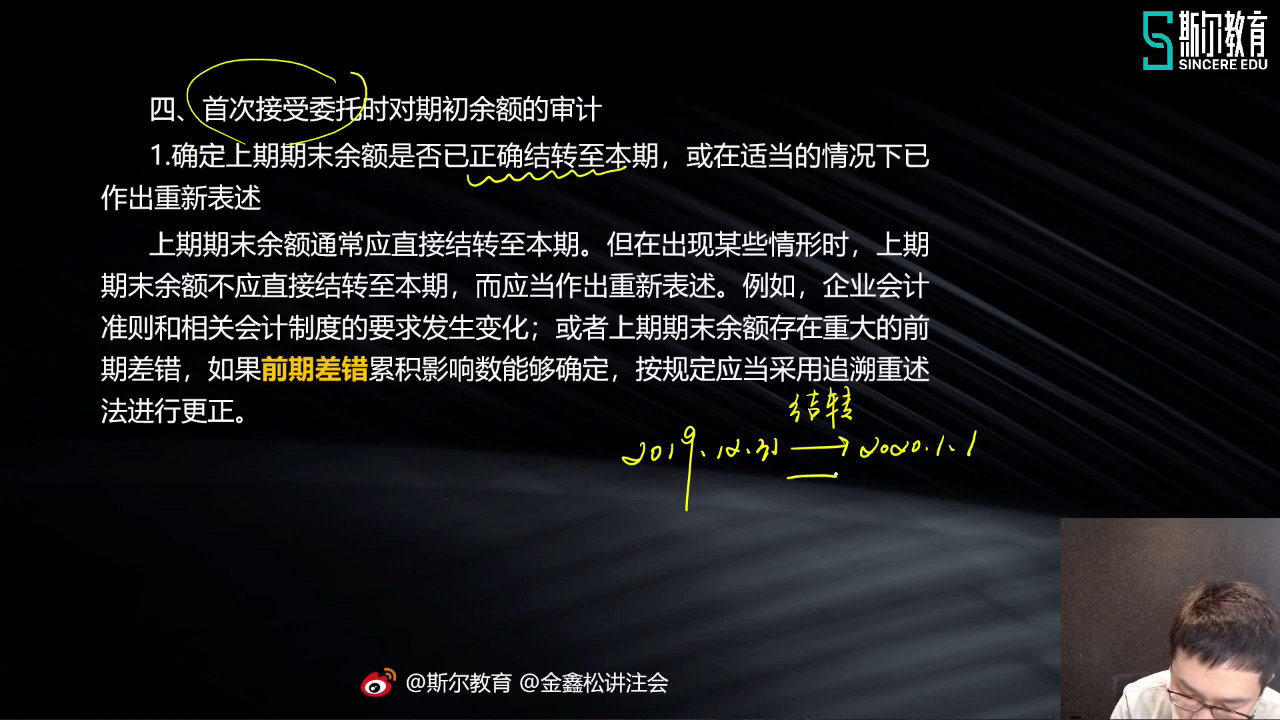 斯尔教育
SINCERE EDU
四、首次接受委托时对期初余额的审计
1.确定上期期末余额是否已正确结转至本期，或在适当的情况下已
作出重新表述
上期期末余额通常应直接结转至本期。但在出现某些情形时，上期
期末余额不应直接结转至本期，而应当作出重新表述。例如，企业会计
准则和相关会计制度的要求发生变化；或者上期期末余额存在重大的前
期差错，如果前期差错累积影响数能够确定，按规定应当采用追溯重述
法进行更正。
结转
2019.12.31 → 2020.1.1
@斯尔教育 @金鑫松讲注会